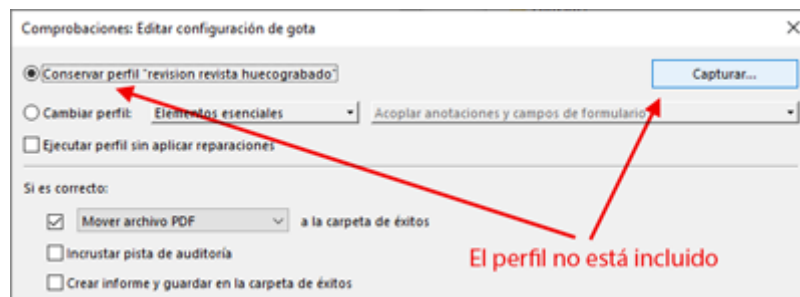 Comprobaciones: Editar configuración de gota
Conservar perfil "revision revista huecograbado"
Capturar...
Cambiar perfil: Elementos esenciales Acoplar anotaciones y campos de formulario
Ejecutar perfil sin aplicar reparaciones
Si es correcto:
Mover archivo PDF a la carpeta de éxitos
Incrustar pista de auditoría
El perfil no está incluido
Crear informe y guardar en la carpeta de éxitos